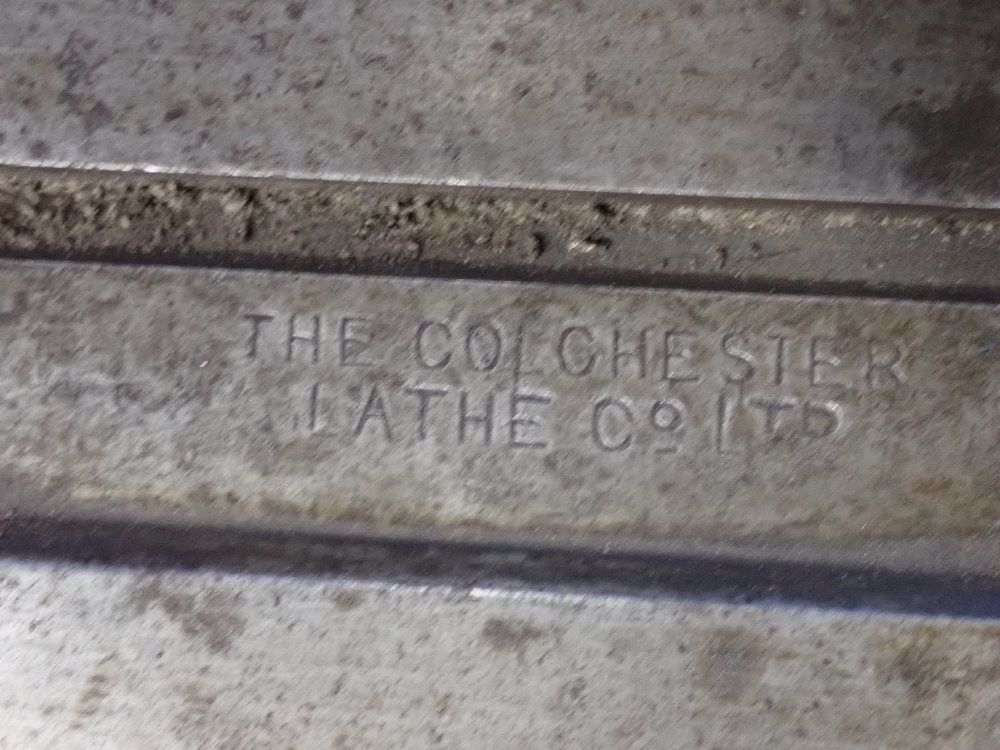 THE COLCHESTER
LATHE Cº LTD